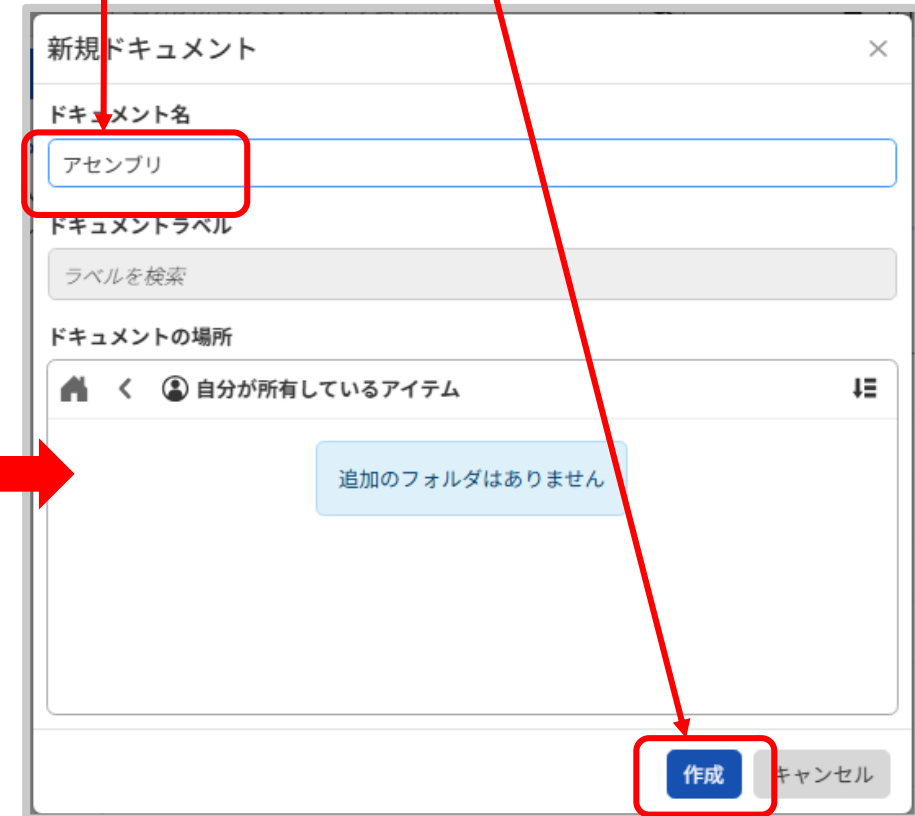 新規ドキュメント
ドキュメント名
アセンブリ
ドキュメントラベル
ラベルを検索
ドキュメントの場所
自分が所有しているアイテム
追加のフォルダはありません
作成 キャンセル